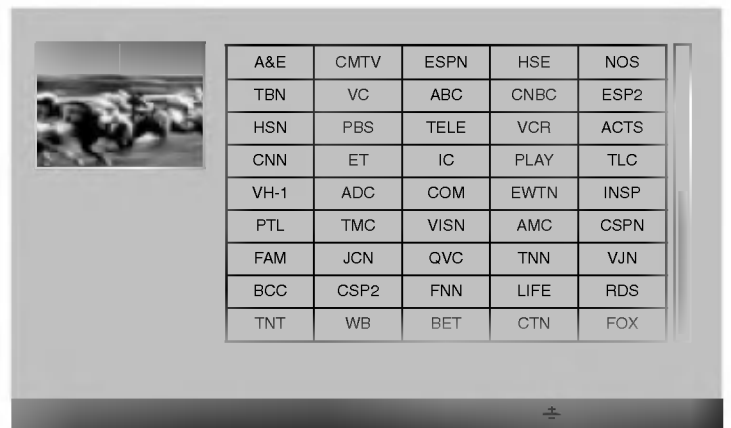 A&E CMTV ESPN HSE NOS
TBN VC ABC CNBC ESP2
HSN PBS TELE VCR ACTS
CNN ET IC PLAY TLC
VH-1 ADC COM EWTN INSP
PTL TMC VISN AMC CSPN
FAM JCN QVC TNN VJN
BCC CSP2 FNN LIFE RDS
TNT WB BET CTN FOX